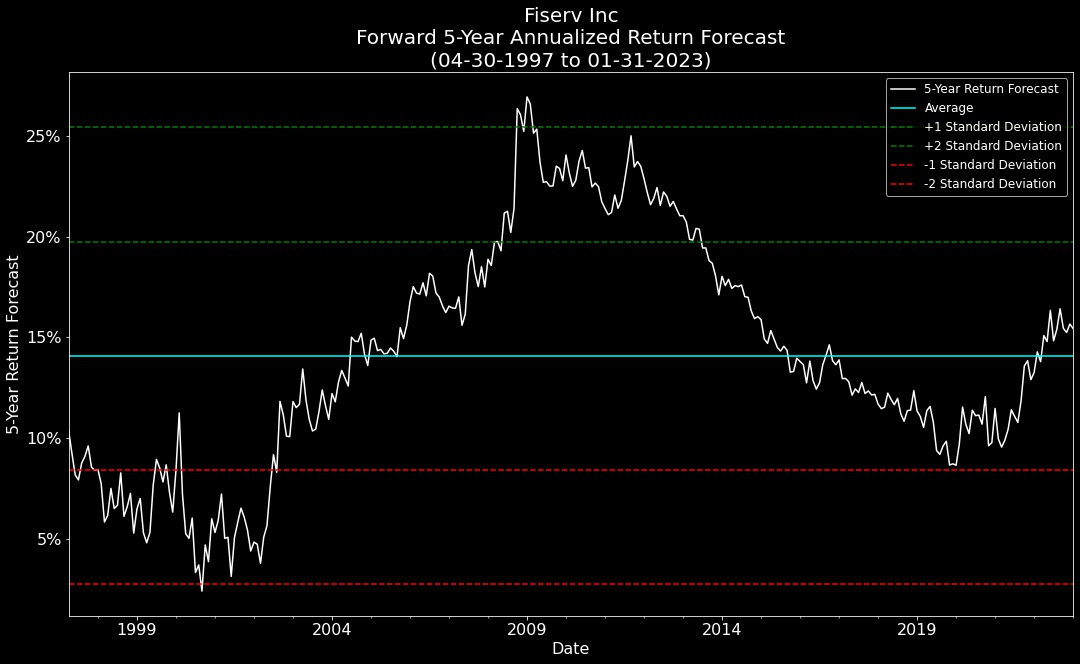 Fiserv Inc
Forward 5-Year Annualized Return Forecast
(04-30-1997 to 01-31-2023)
5-Year Return Forecast
Average
+1 Standard Deviation
+2 Standard Deviation
-1 Standard Deviation
-2 Standard Deviation
25%
20%
15%
10%
5%
5-Year Return Forecast
1999
2004
2009
2014
2019
Date